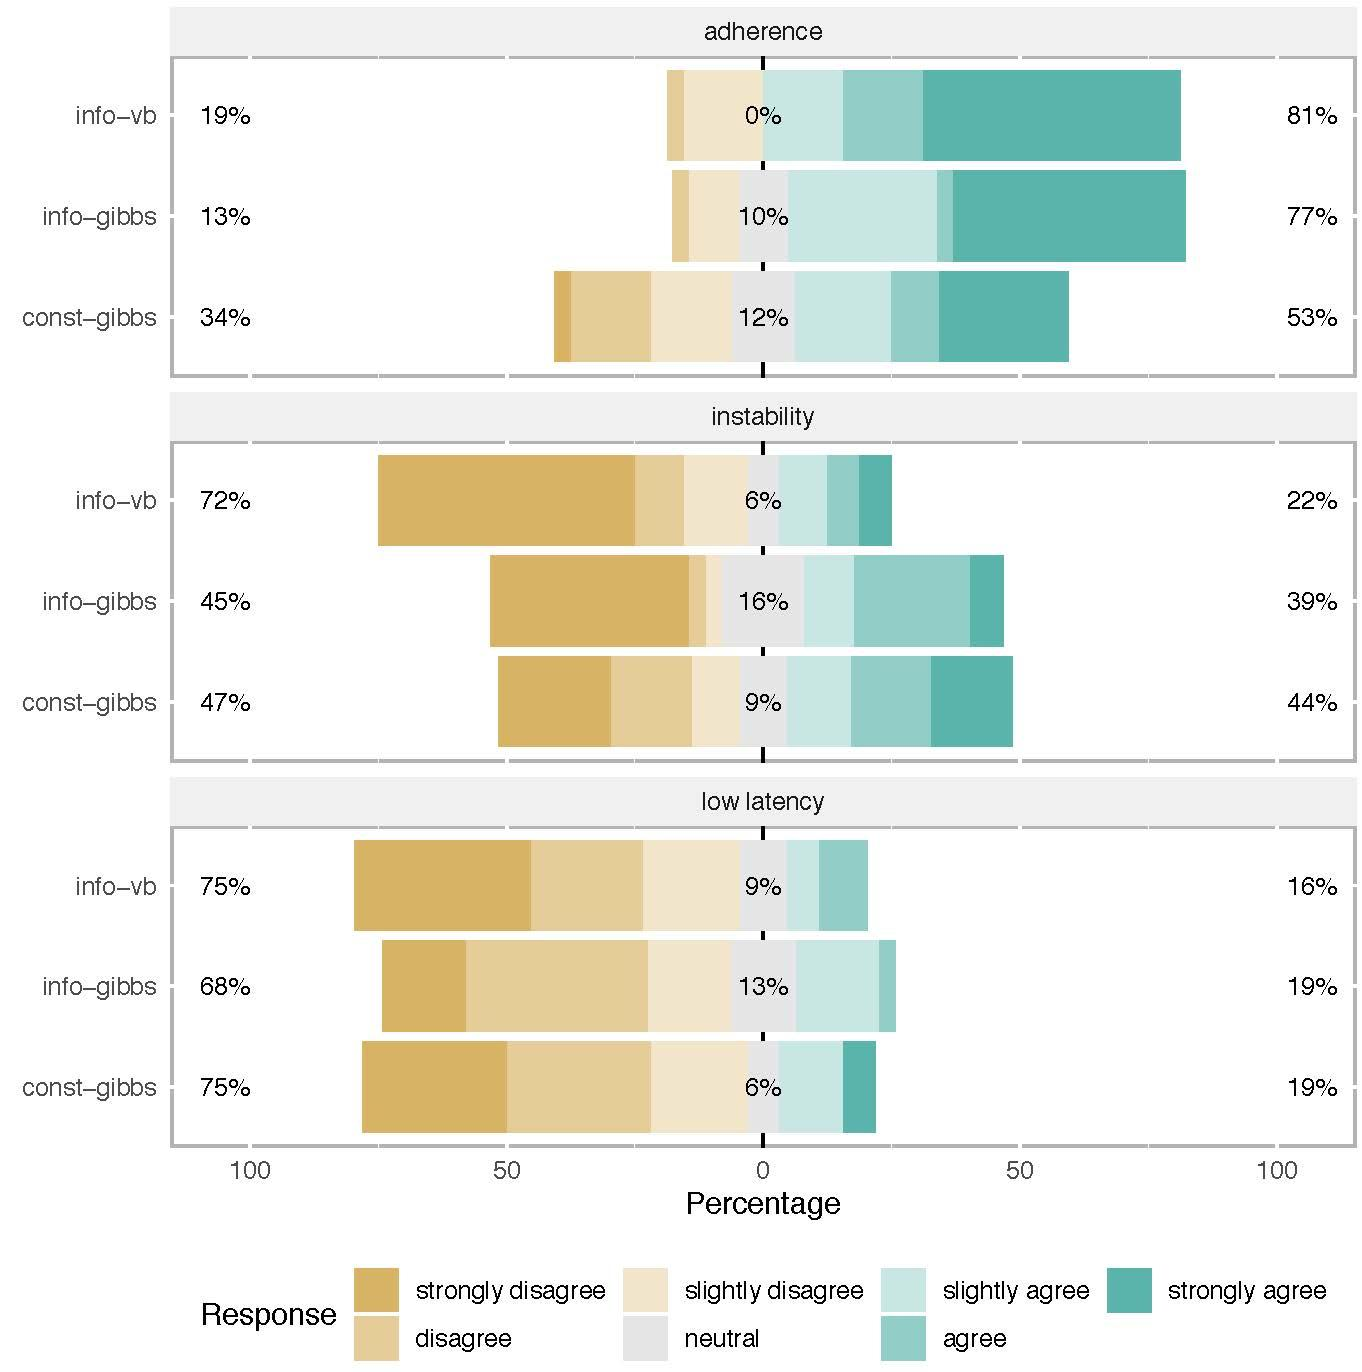 adherence
info-vb 19% 0% 81%
info-gibbs 13% 10% 77%
const-gibbs 34% 12% 53%
instability
info-vb 72% 6% 22%
info-gibbs 45% 16% 39%
const-gibbs 47% 9% 44%
low latency
info-vb 75% 9% 16%
info-gibbs 68% 13% 19%
const-gibbs 75% 6% 19%
100 50 0 50 100
Percentage
Response
strongly disagree slightly disagree slightly agree strongly agree
disagree neutral agree